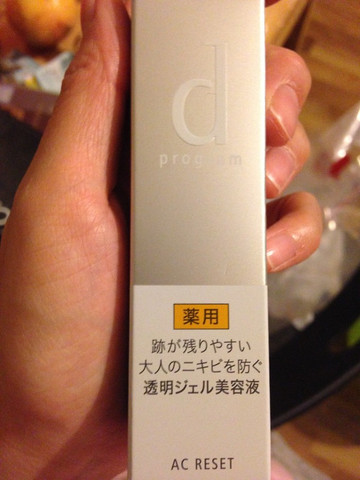 d
program
薬用
跡が残りやすい
大人のニキビを防ぐ
透明ジェル美容液
AC RESET